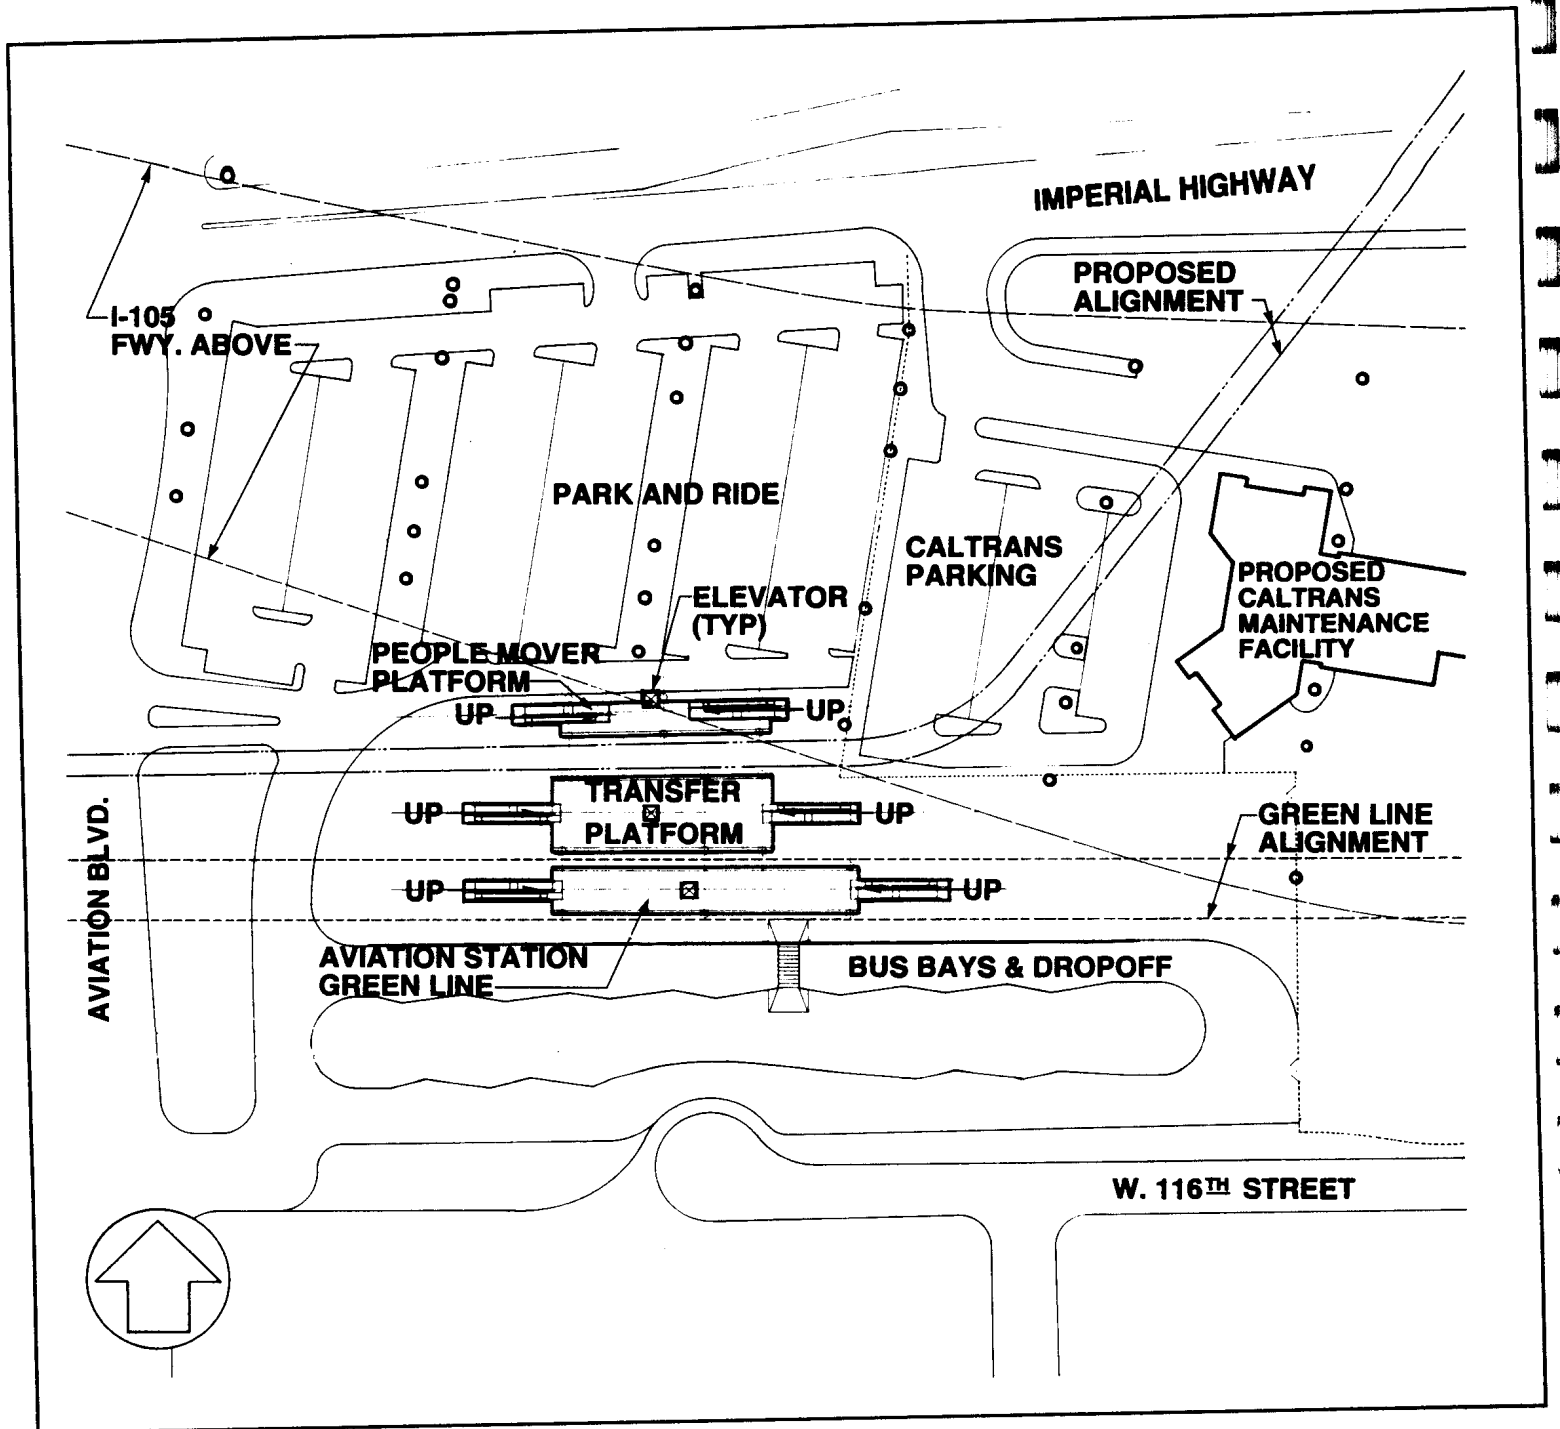 IMPERIAL HIGHWAY
PROPOSED
ALIGNMENT
I-105
FWY. ABOVE
PARK AND RIDE
CALTRANS
PARKING
PROPOSED
CALTRANS
MAINTENANCE
FACILITY
ELEVATOR
(TYP)
PEOPLE MOVER
PLATFORM
UP
UP
TRANSFER
PLATFORM
UP
UP
GREEN LINE
ALIGNMENT
UP
UP
AVIATION BLVD.
AVIATION STATION
GREEN LINE
BUS BAYS & DROPOFF
W. 116TH STREET